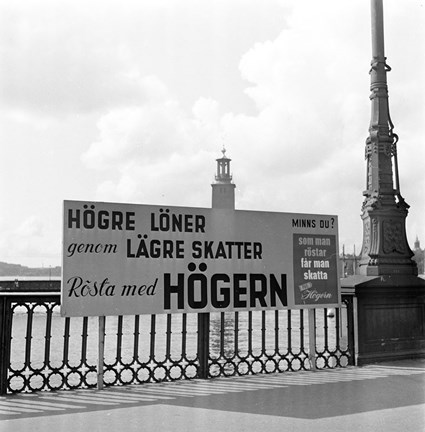 HÖGRE LÖNER
genom LÄGRE SKATTER
Rösta med HÖGERN
MINNS DU?
som man
röstar
får man
skatta
Högern